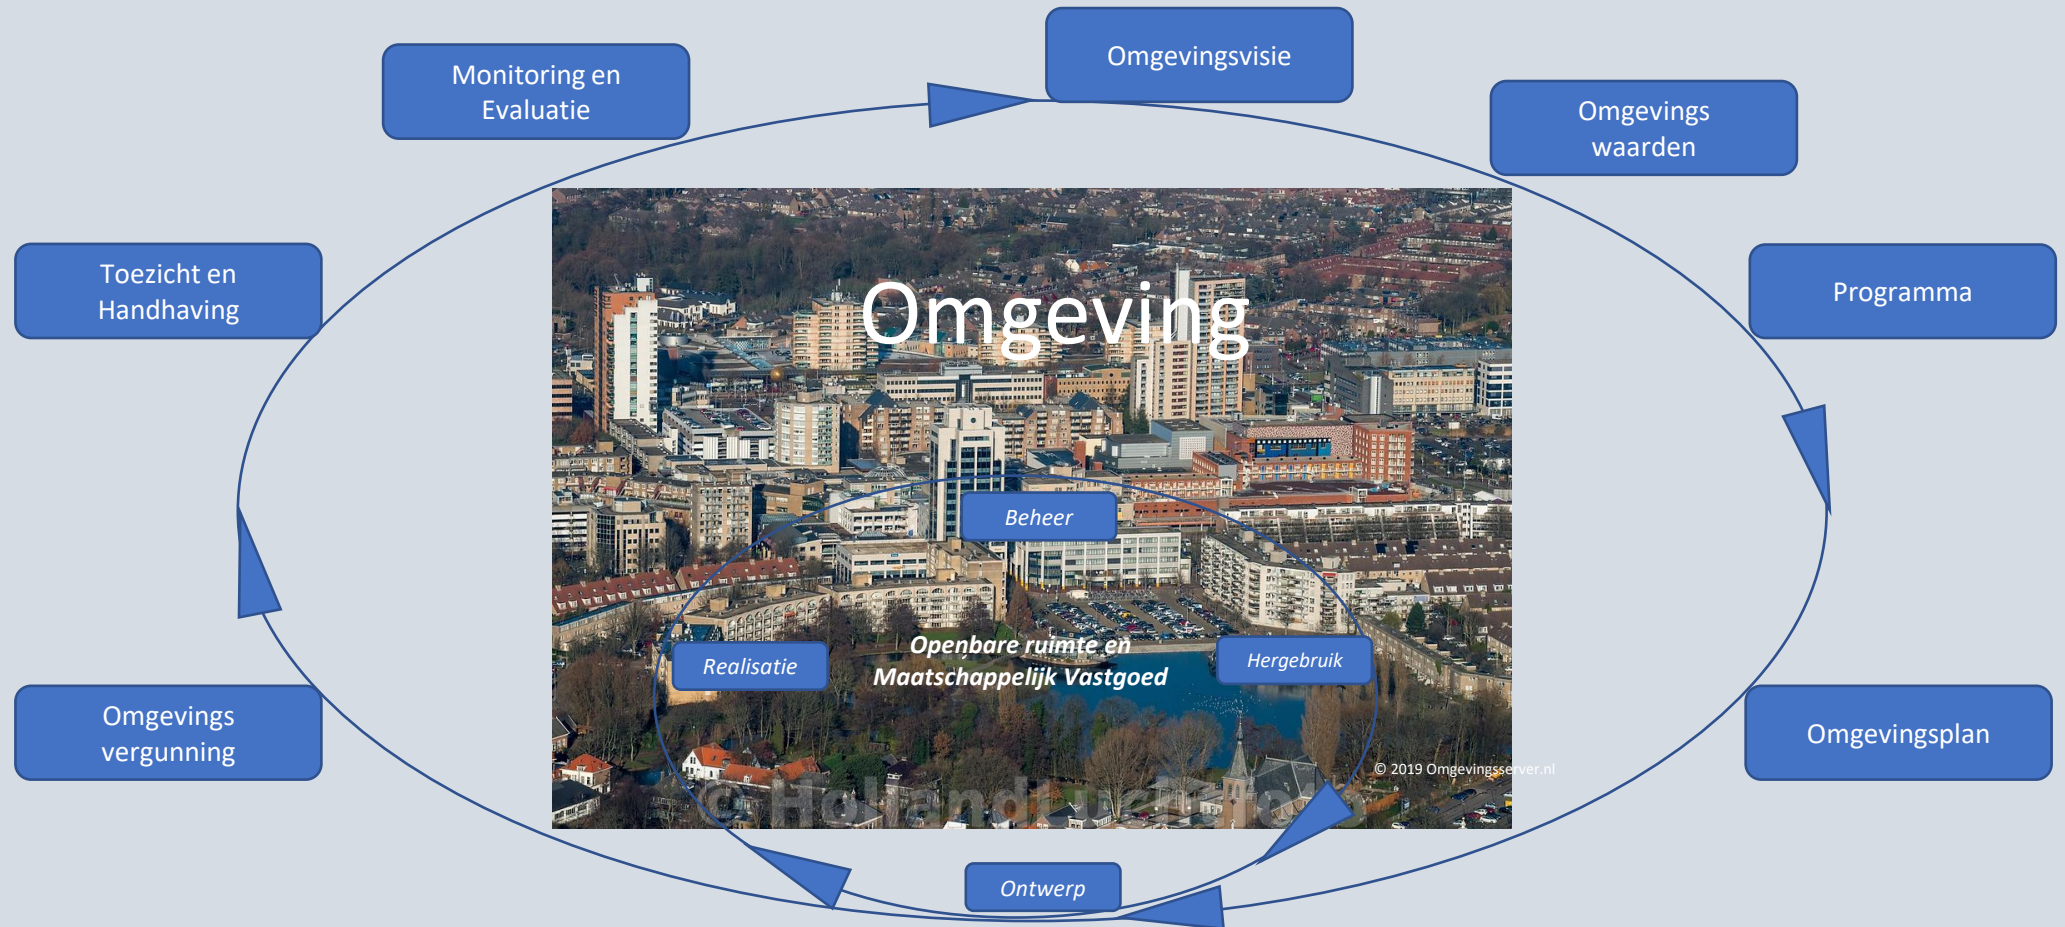 Omgevingsvisie
Monitoring en
Evaluatie
Omgevings
waarden
Toezicht en
Handhaving
Programma
Omgeving
Beheer
Openbare ruimte en
Maatschappelijk Vastgoed
Realisatie
Hergebruik
Omgevings
vergunning
Omgevingsplan
© 2019 Omgevingsserver.nl
© HollandLuchtfoto
Ontwerp